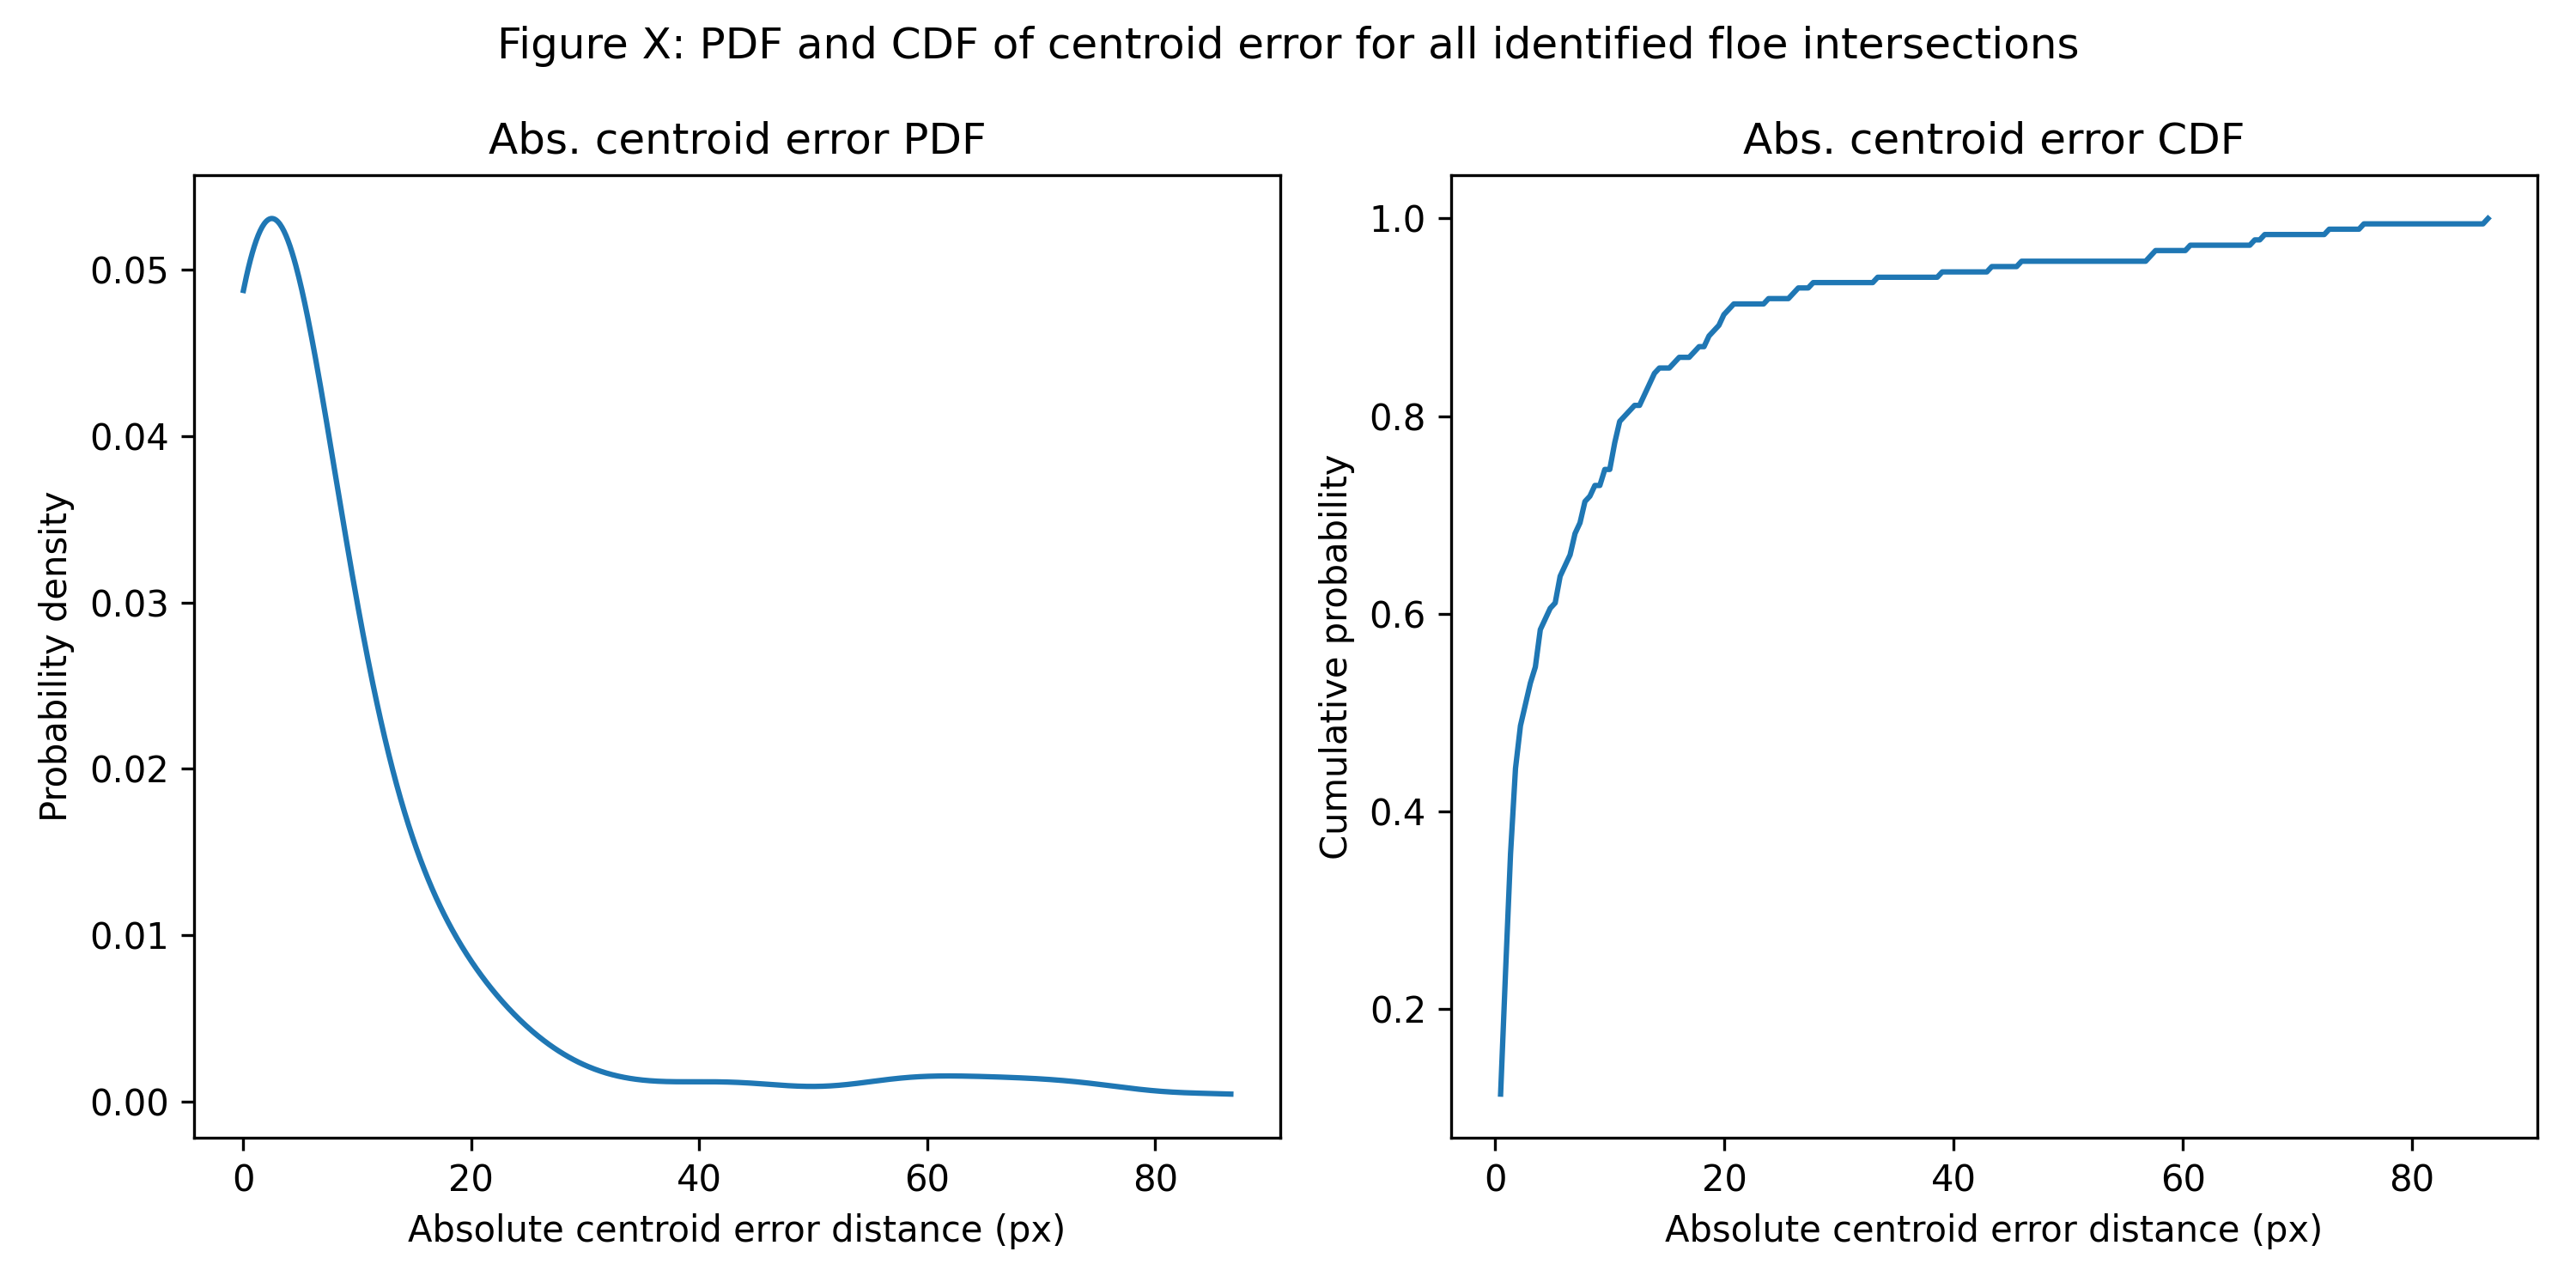 Figure X: PDF and CDF of centroid error for all identified floe intersections
Abs. centroid error PDF
Probability density
0.05
0.04
0.03
0.02
0.01
0.00
0 20 40 60 80
Absolute centroid error distance (px)
Abs. centroid error CDF
Cumulative probability
1.0
0.8
0.6
0.4
0.2
0 20 40 60 80
Absolute centroid error distance (px)